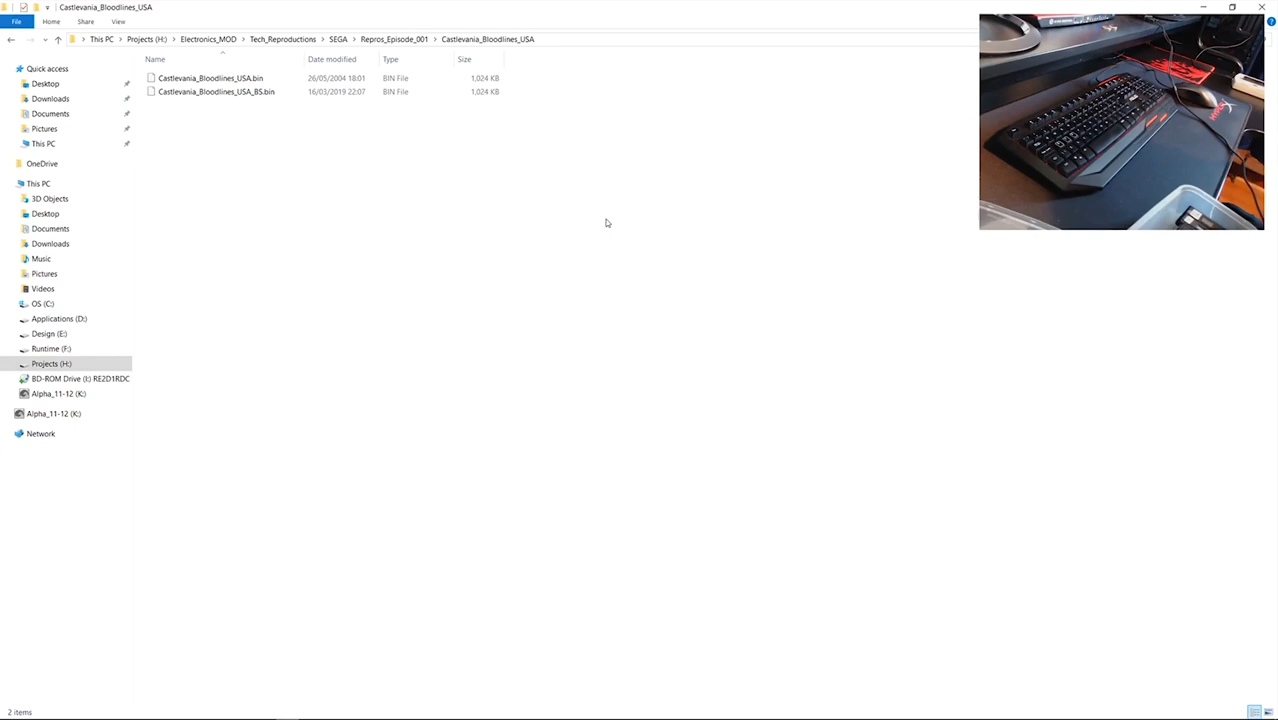 Castlevania_Bloodlines_USA
File Home Share View
This PC Projects (H:) Electronics_MOD Tech_Reproductions SEGA Repros_Episode_001 Castlevania_Bloodlines_USA
Name Date modified Type Size
Castlevania_Bloodlines_USA.bin 26/05/2004 18:01 BIN File 1,024 KB
Castlevania_Bloodlines_USA_BS.bin 16/03/2019 22:07 BIN File 1,024 KB
Quick access
Desktop
Downloads
Documents
Pictures
This PC
OneDrive
This PC
3D Objects
Desktop
Documents
Downloads
Music
Pictures
Videos
OS (C:)
Applications (D:)
Design (E:)
Runtime (F:)
Projects (H:)
BD-ROM Drive (I:) RE2D1RDC
Alpha_11-12 (K:)
Alpha_11-12 (K:)
Network
2 items
HYPERX